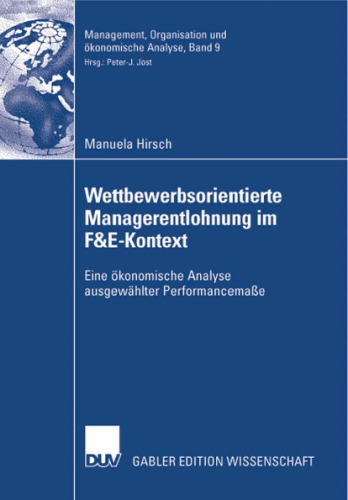 Management, Organisation und
ökonomische Analyse, Band 9
Hrsg.: Peter-J. Jost
Manuela Hirsch
Wettbewerbsorientierte
Managerentlohnung im
F&E-Kontext
Eine ökonomische Analyse
ausgewählter Performancemaße
DUV
GABLER EDITION WISSENSCHAFT